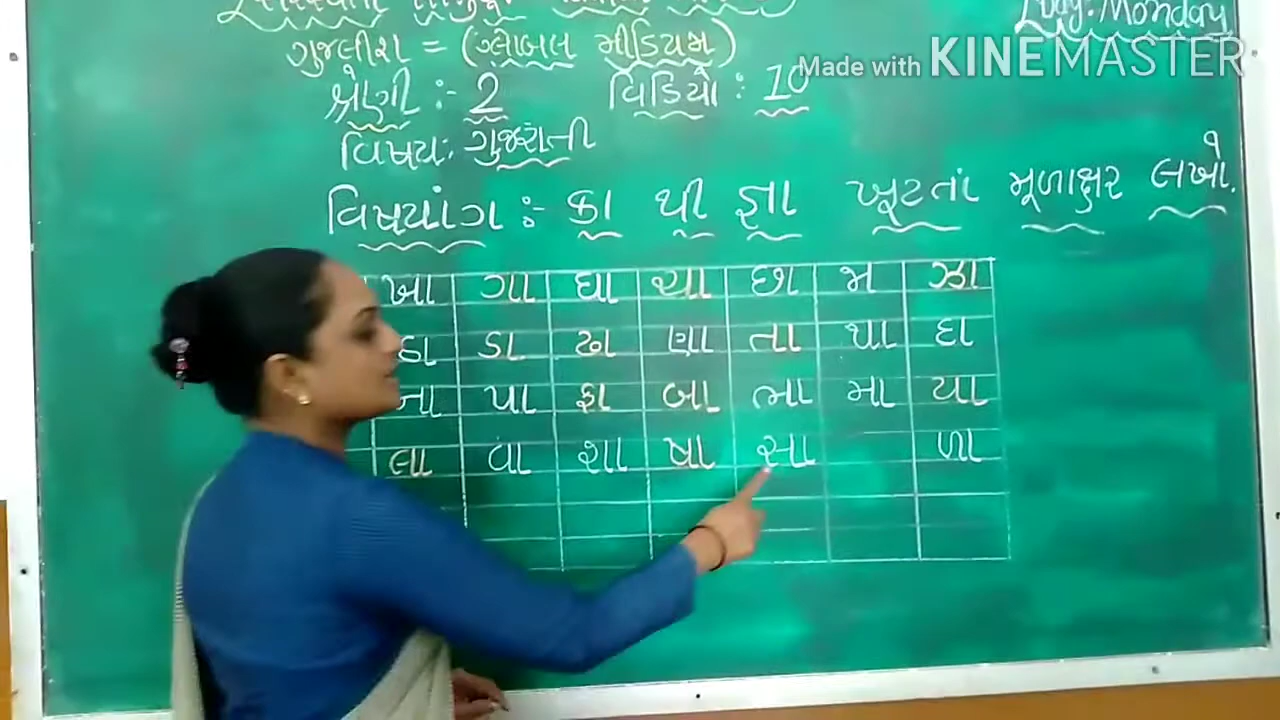 Day: Monday
ગુજલીશ = (ગ્લોબલ મીડિયમ)
Made with KINEMASTER
શ્રેણી :- 2 વિડિયો : 10
વિષય: ગુજરાતી
વિષયાંગ : કા થી જ્ઞા ખૂટતાં મૂળાક્ષર લખો.
ખા ગા ઘા ચા છા જા ઝા
ઠા ડા ઢા ણા તા થા દા
ના પા ફા બા ભા મા યા
લા વા શા ષા સા ળા